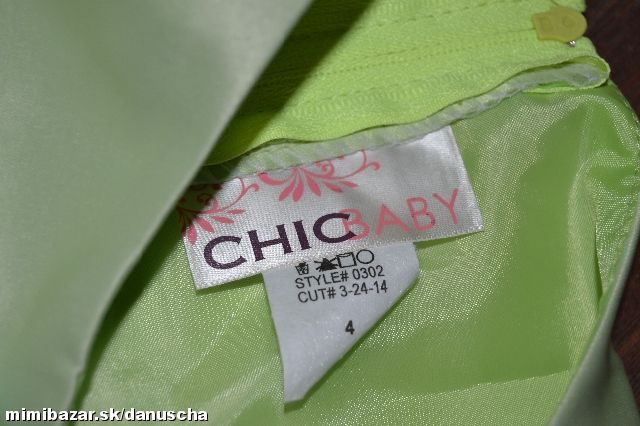 CHIC BABY
STYLE# 0302
CUT# 3-24-14
4
mimibazar.sk/danuscha